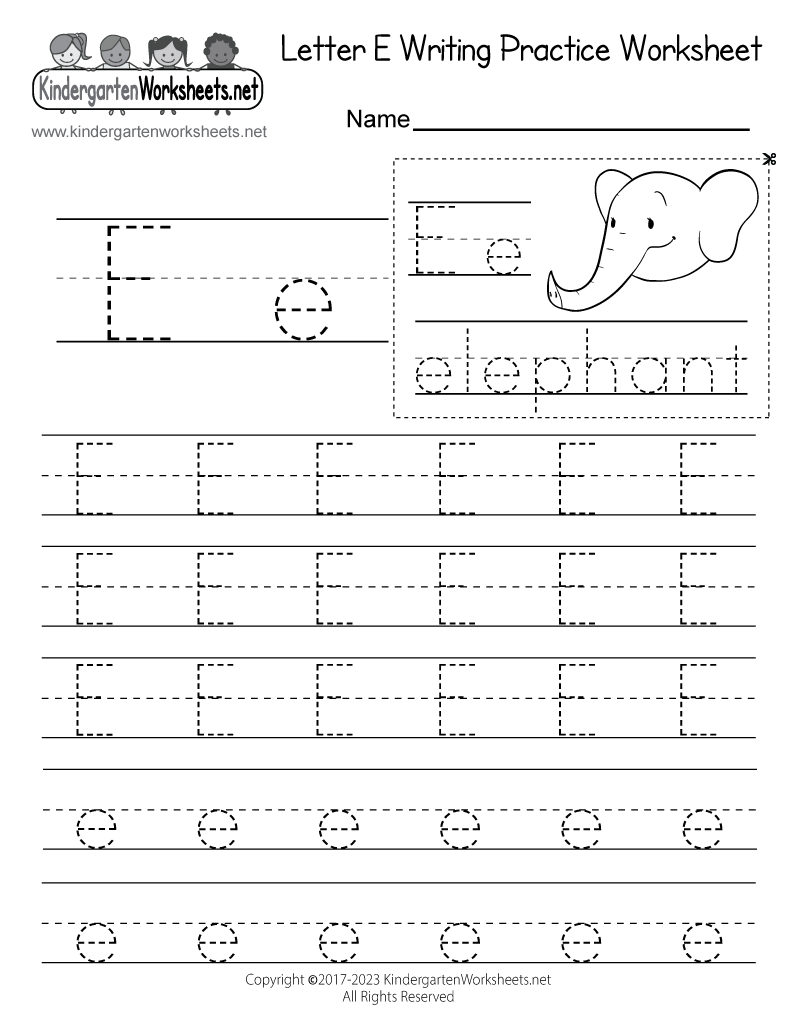 Letter E Writing Practice Worksheet
KindergartenWorksheets.net
www.kindergartenworksheets.net
Name
E e
E e
elephant
E E E E E E
E E E E E E
E E E E E E
e e e e e e
e e e e e e
Copyright ©2017-2023 KindergartenWorksheets.net
All Rights Reserved